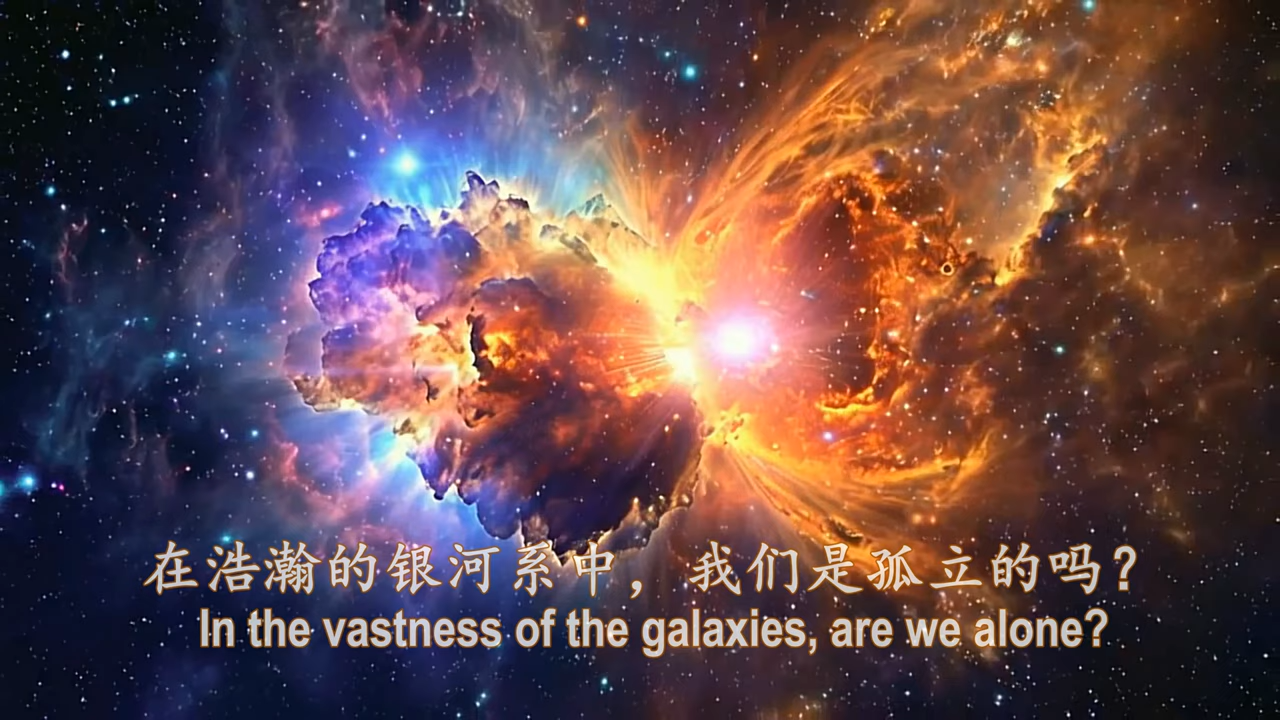 在浩瀚的银河系中，我们是孤立的吗？
In the vastness of the galaxies, are we alone?